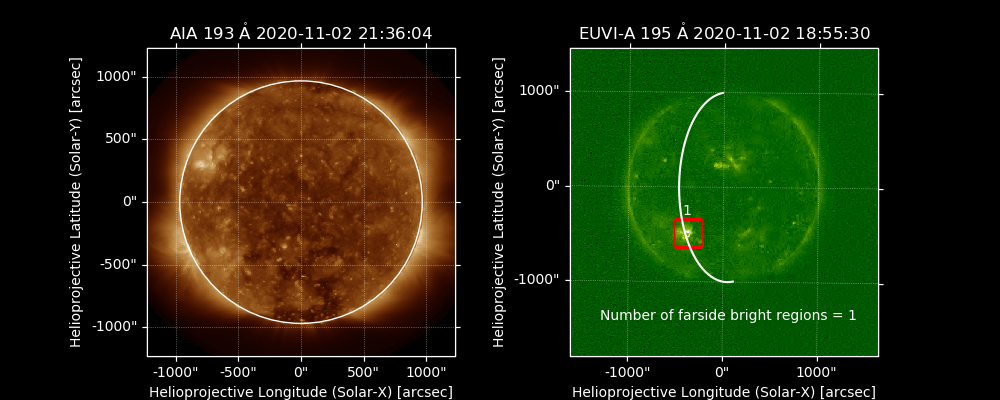 AIA 193 Å 2020-11-02 21:36:04
1000"
500"
0"
-500"
-1000"
-1000" -500" 0" 500" 1000"
Helioprojective Longitude (Solar-X) [arcsec]
Helioprojective Latitude (Solar-Y) [arcsec]
EUVI-A 195 Å 2020-11-02 18:55:30
1000"
0"
-1000"
1
Number of farside bright regions = 1
-1000" 0" 1000"
Helioprojective Longitude (Solar-X) [arcsec]
Helioprojective Latitude (Solar-Y) [arcsec]